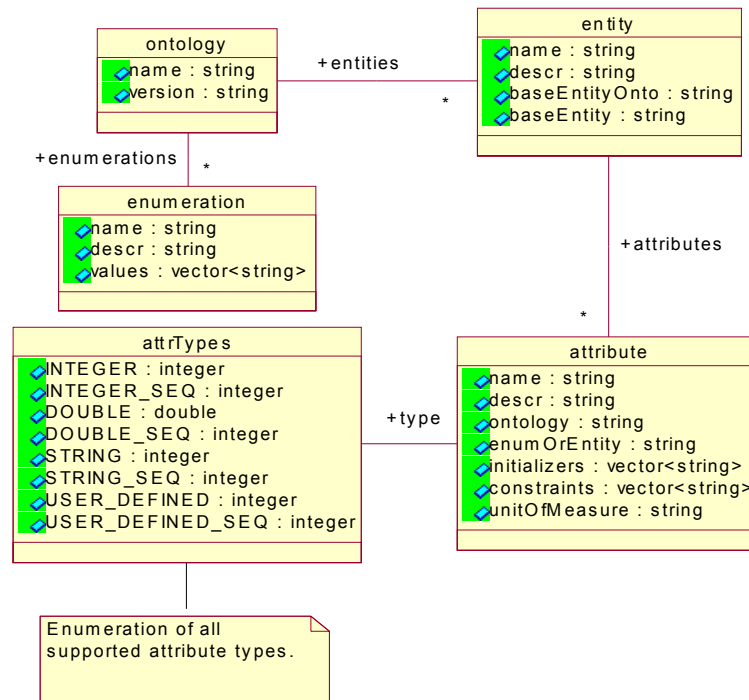 ontology
name : string
version : string
+entities
*
entity
name : string
descr : string
baseEntityOnto : string
baseEntity : string
+enumerations
*
enumeration
name : string
descr : string
values : vector<string>
+attributes
*
attrTypes
INTEGER : integer
INTEGER_SEQ : integer
DOUBLE : double
DOUBLE_SEQ : integer
STRING : integer
STRING_SEQ : integer
USER_DEFINED : integer
USER_DEFINED_SEQ : integer
+type
attribute
name : string
descr : string
ontology : string
enumOrEntity : string
initializers : vector<string>
constraints : vector<string>
unitOfMeasure : string
Enumeration of all
supported attribute types.